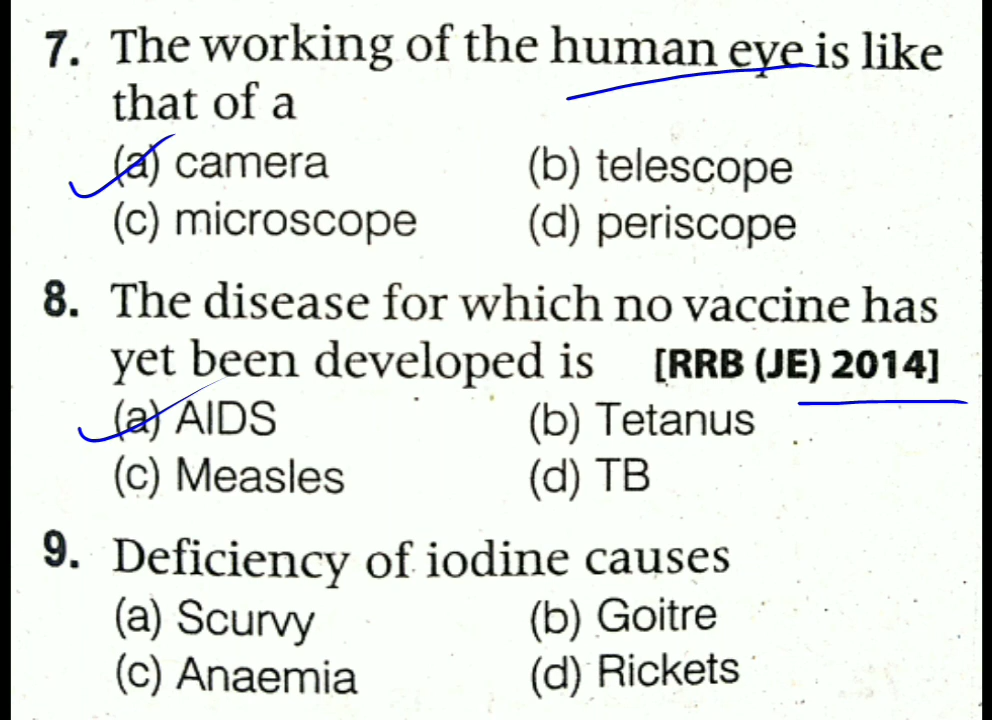 7. The working of the human eye is like
that of a
(a) camera (b) telescope
(c) microscope (d) periscope
8. The disease for which no vaccine has
yet been developed is [RRB (JE) 2014]
(a) AIDS (b) Tetanus
(c) Measles (d) TB
9. Deficiency of iodine causes
(a) Scurvy (b) Goitre
(c) Anaemia (d) Rickets